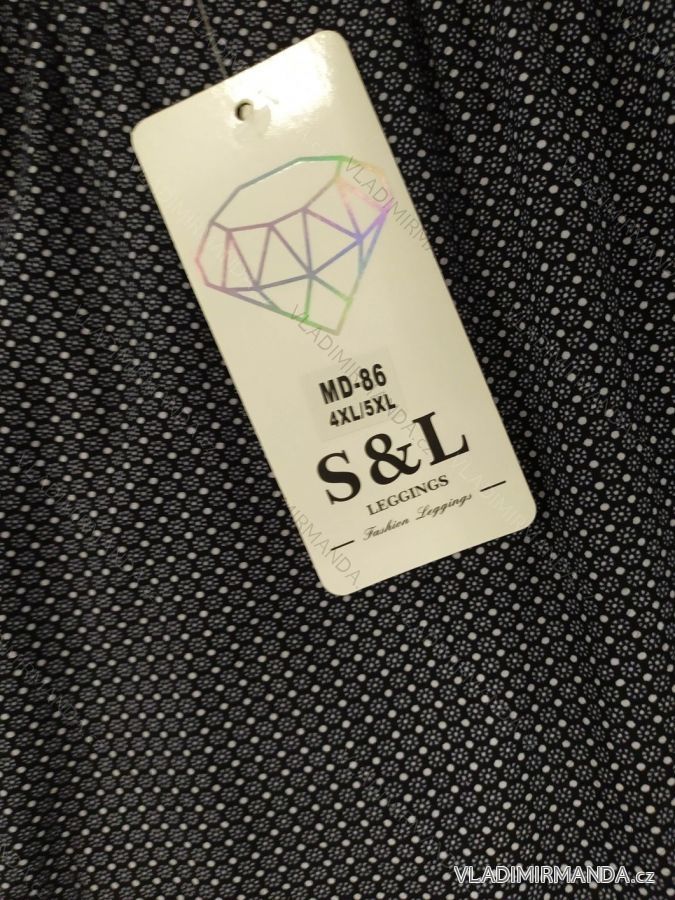 MD-86
4XL/5XL
S&L
LEGGINGS
Fashion Leggings
VLADIMIRMANDA.cz